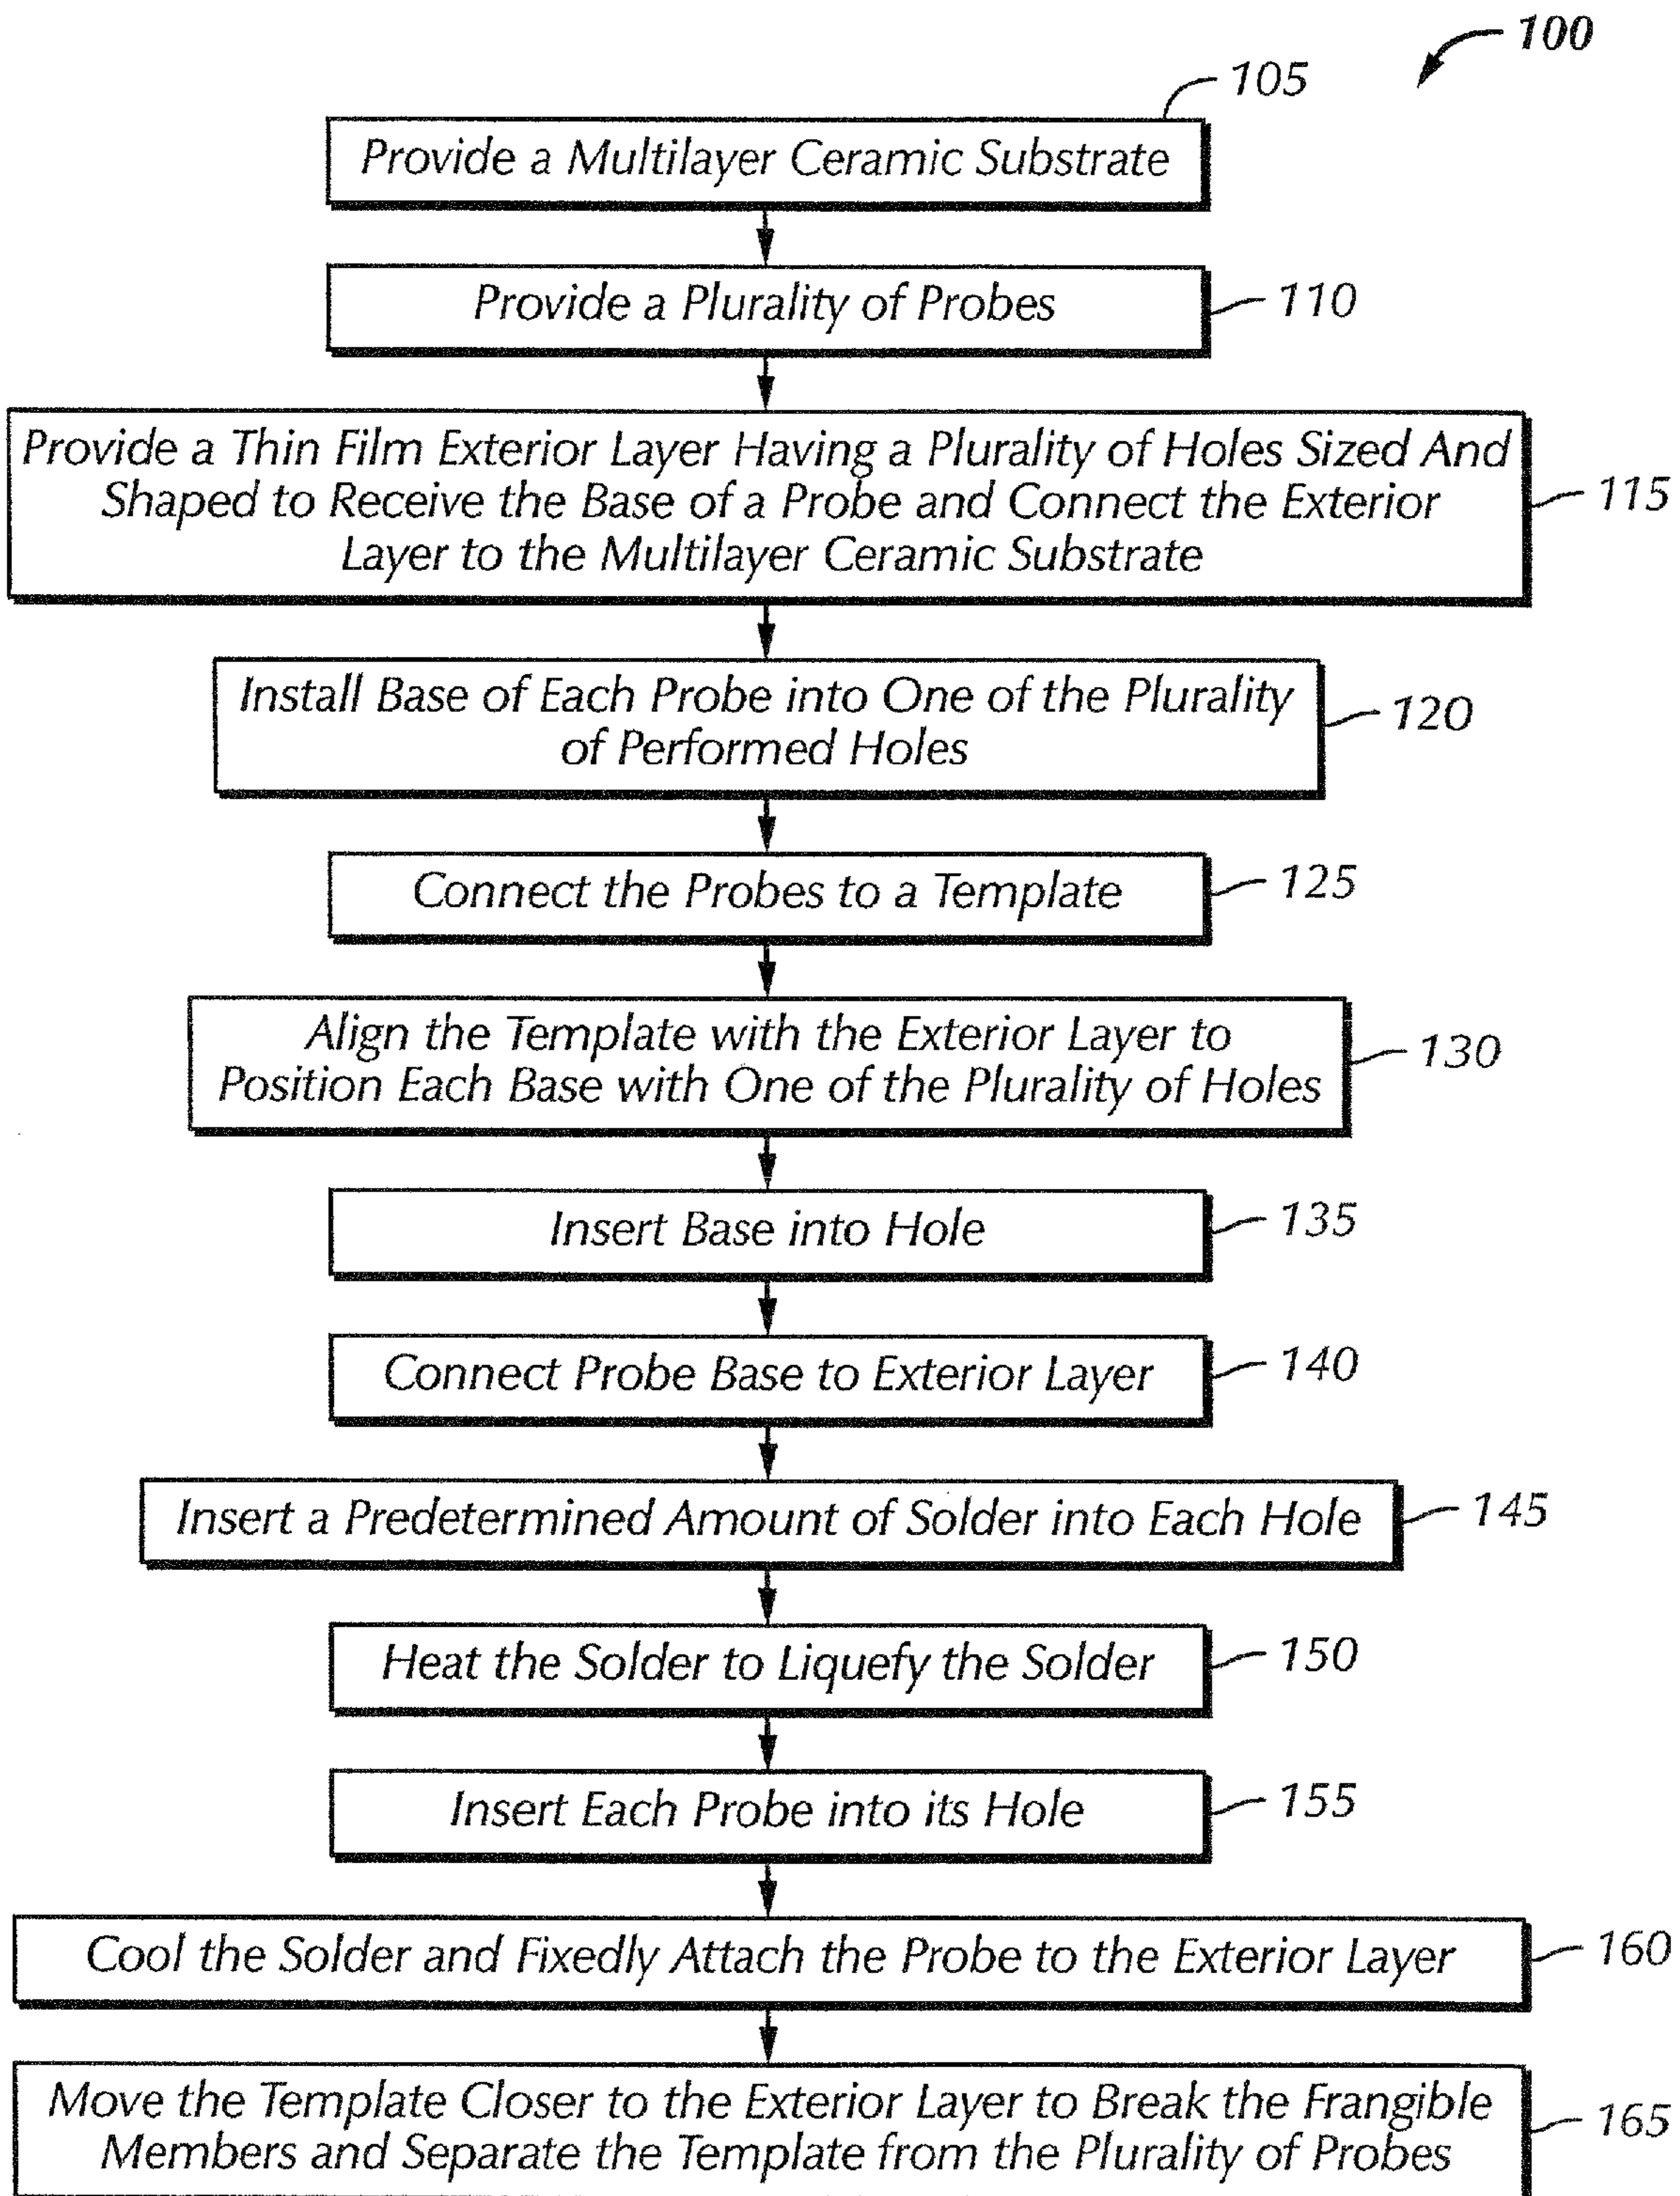 100
105
Provide a Multilayer Ceramic Substrate
Provide a Plurality of Probes
110
Provide a Thin Film Exterior Layer Having a Plurality of Holes Sized And
Shaped to Receive the Base of a Probe and Connect the Exterior
Layer to the Multilayer Ceramic Substrate
115
Install Base of Each Probe into One of the Plurality
of Performed Holes
120
Connect the Probes to a Template
125
Align the Template with the Exterior Layer to
Position Each Base with One of the Plurality of Holes
130
Insert Base into Hole
135
Connect Probe Base to Exterior Layer
140
Insert a Predetermined Amount of Solder into Each Hole
145
Heat the Solder to Liquefy the Solder
150
Insert Each Probe into its Hole
155
Cool the Solder and Fixedly Attach the Probe to the Exterior Layer
160
Move the Template Closer to the Exterior Layer to Break the Frangible
Members and Separate the Template from the Plurality of Probes
165